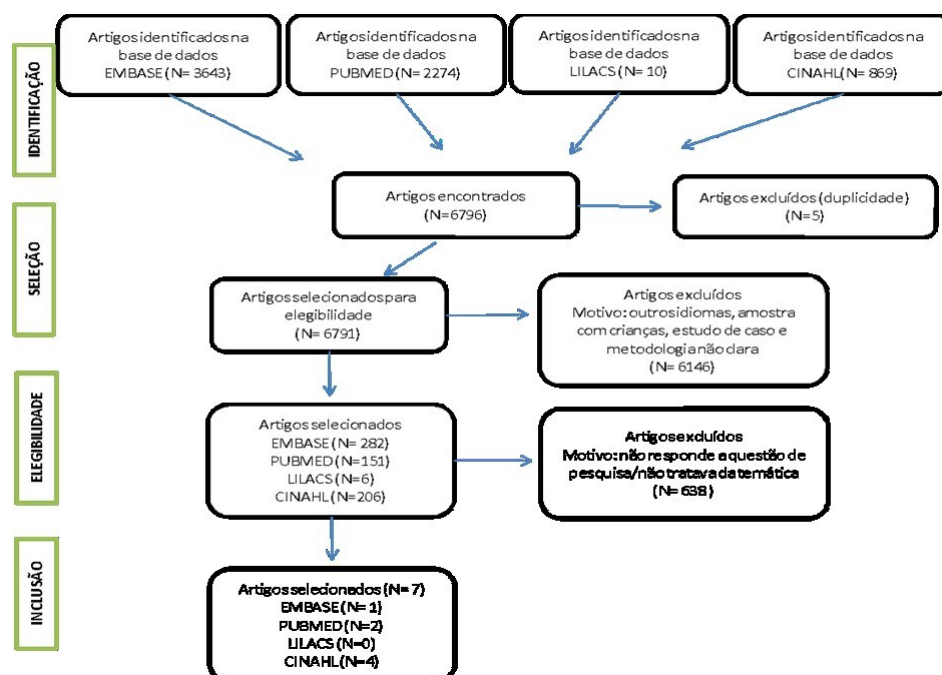 IDENTIFICAÇÃO
Artigos identificados na
base de dados
EMBASE (N= 3643)
Artigos identificados na
base de dados
PUBMED (N= 2274)
Artigos identificados na
base de dados
LILACS (N= 10)
Artigos identificados na
base de dados
CINAHL (N= 869)
Artigos encontrados
(N=6796)
Artigos excluídos (duplicidade)
(N=5)
SELEÇÃO
Artigos selecionados para
elegibilidade
(N= 6791)
Artigos excluídos
Motivo: outros idiomas, amostra
com crianças, estudo de caso e
metodologia não clara
(N= 6146)
ELEGIBILIDADE
Artigos selecionados
EMBASE (N= 282)
PUBMED (N=151)
LILACS (N=6)
CINAHL (N=206)
Artigos excluídos
Motivo: não responde a questão de
pesquisa/não tratava da temática
(N= 638)
INCLUSÃO
Artigos selecionados (N= 7)
EMBASE (N= 1)
PUBMED (N=2)
LILACS (N=0)
CINAHL (N=4)